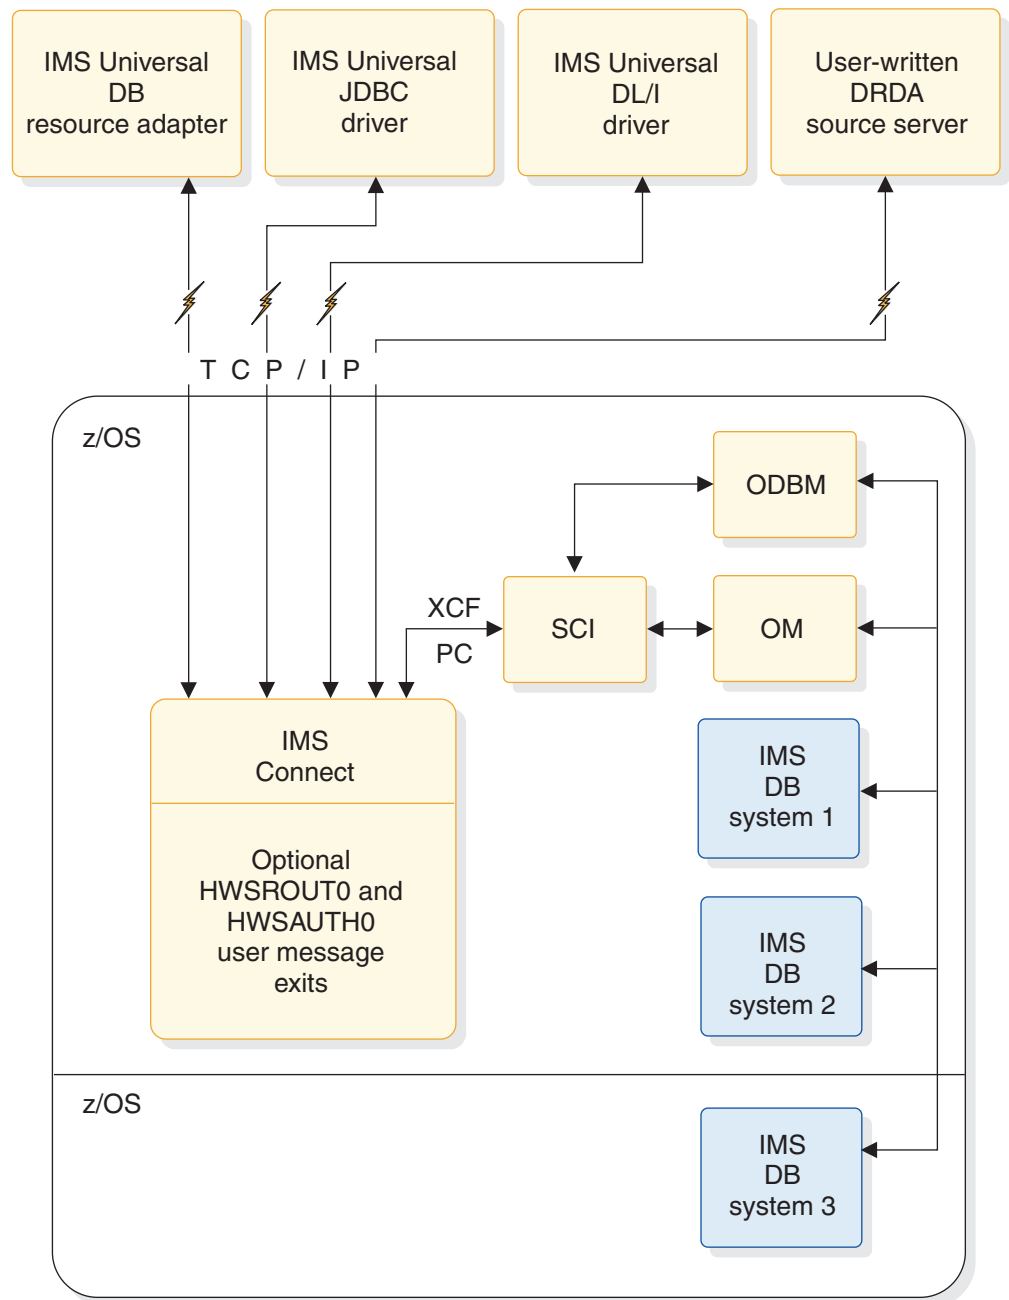 IMS Universal
DB
resource adapter
IMS Universal
JDBC
driver
IMS Universal
DL/I
driver
User-written
DRDA
source server
T C P / I P
z/OS
ODBM
XCF
PC
SCI
OM
IMS
Connect
Optional
HWSROUT0 and
HWSAUTH0
user message
exits
IMS
DB
system 1
IMS
DB
system 2
z/OS
IMS
DB
system 3